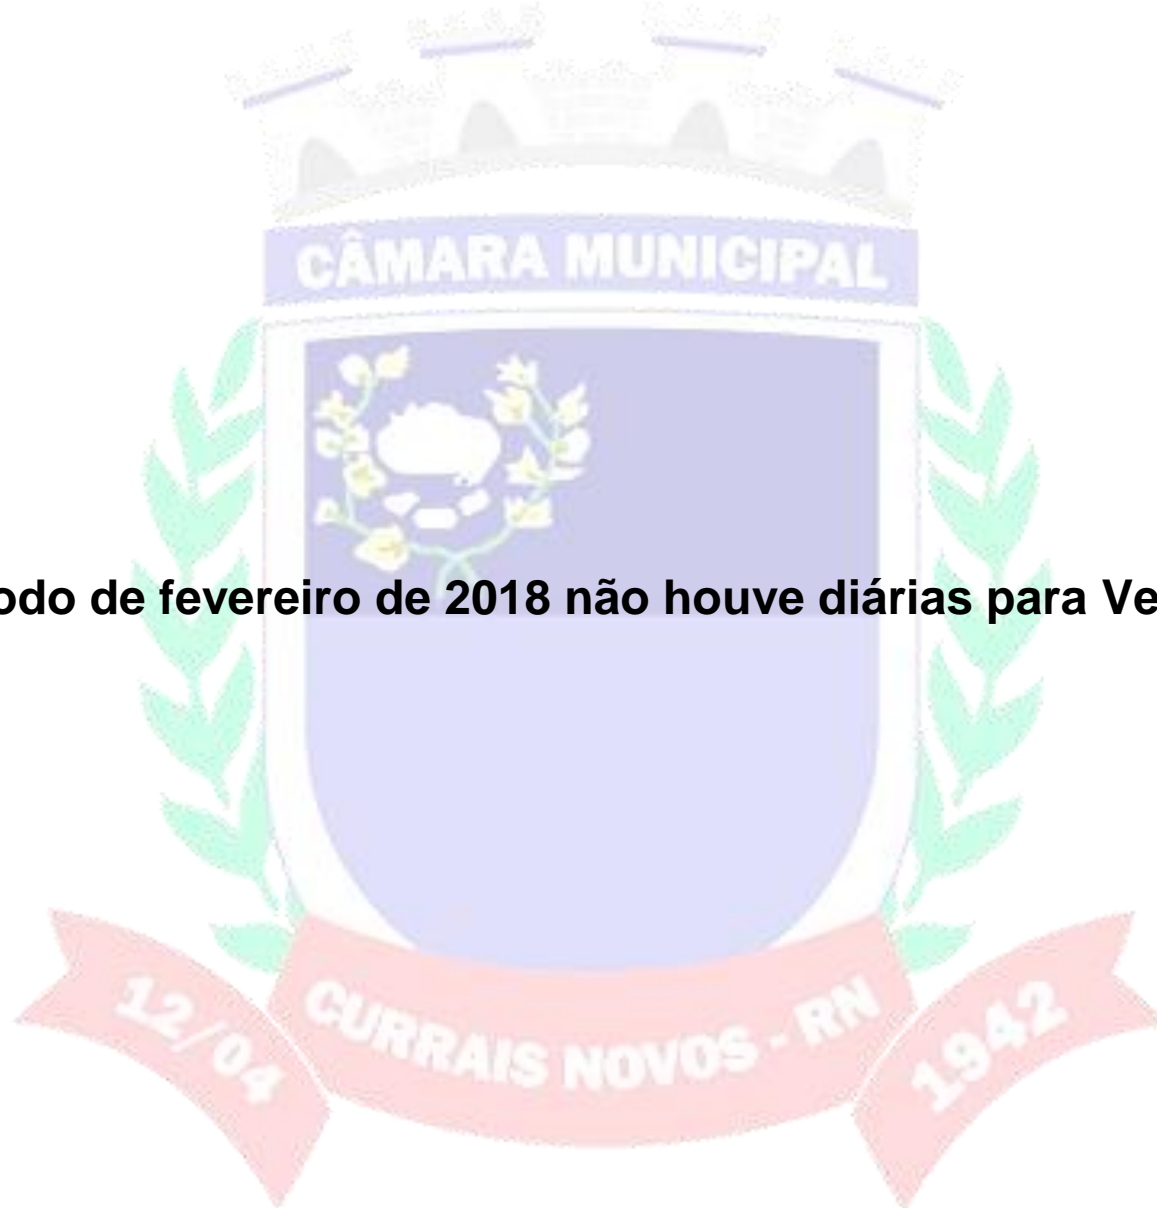 CÂMARA MUNICIPAL
odo de fevereiro de 2018 não houve diárias para Ve
12/04
CURRAIS NOVOS - RN
1942